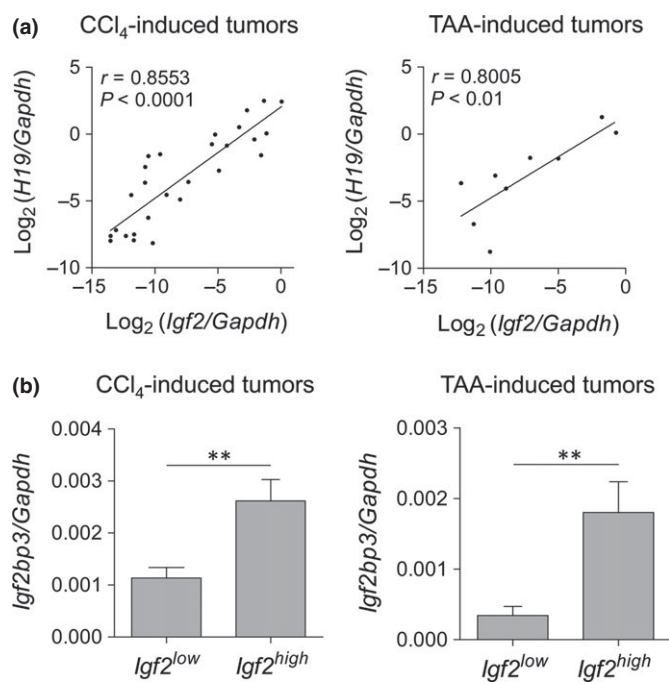 (a) CCl₄-induced tumors TAA-induced tumors
r = 0.8553
P < 0.0001
Log₂ (H19/Gapdh)
5
0
−5
−10
−15 −10 −5 0 5
Log₂ (Igf2/Gapdh)
r = 0.8005
P < 0.01
Log₂ (H19/Gapdh)
5
0
−5
−10
−15 −10 −5 0
Log₂ (Igf2/Gapdh)
(b) CCl₄-induced tumors TAA-induced tumors
Igf2bp3/Gapdh
0.004
0.003
0.002
0.001
0.000
**
Igf2low Igf2high
Igf2bp3/Gapdh
0.003
0.002
0.001
0.000
**
Igf2low Igf2high